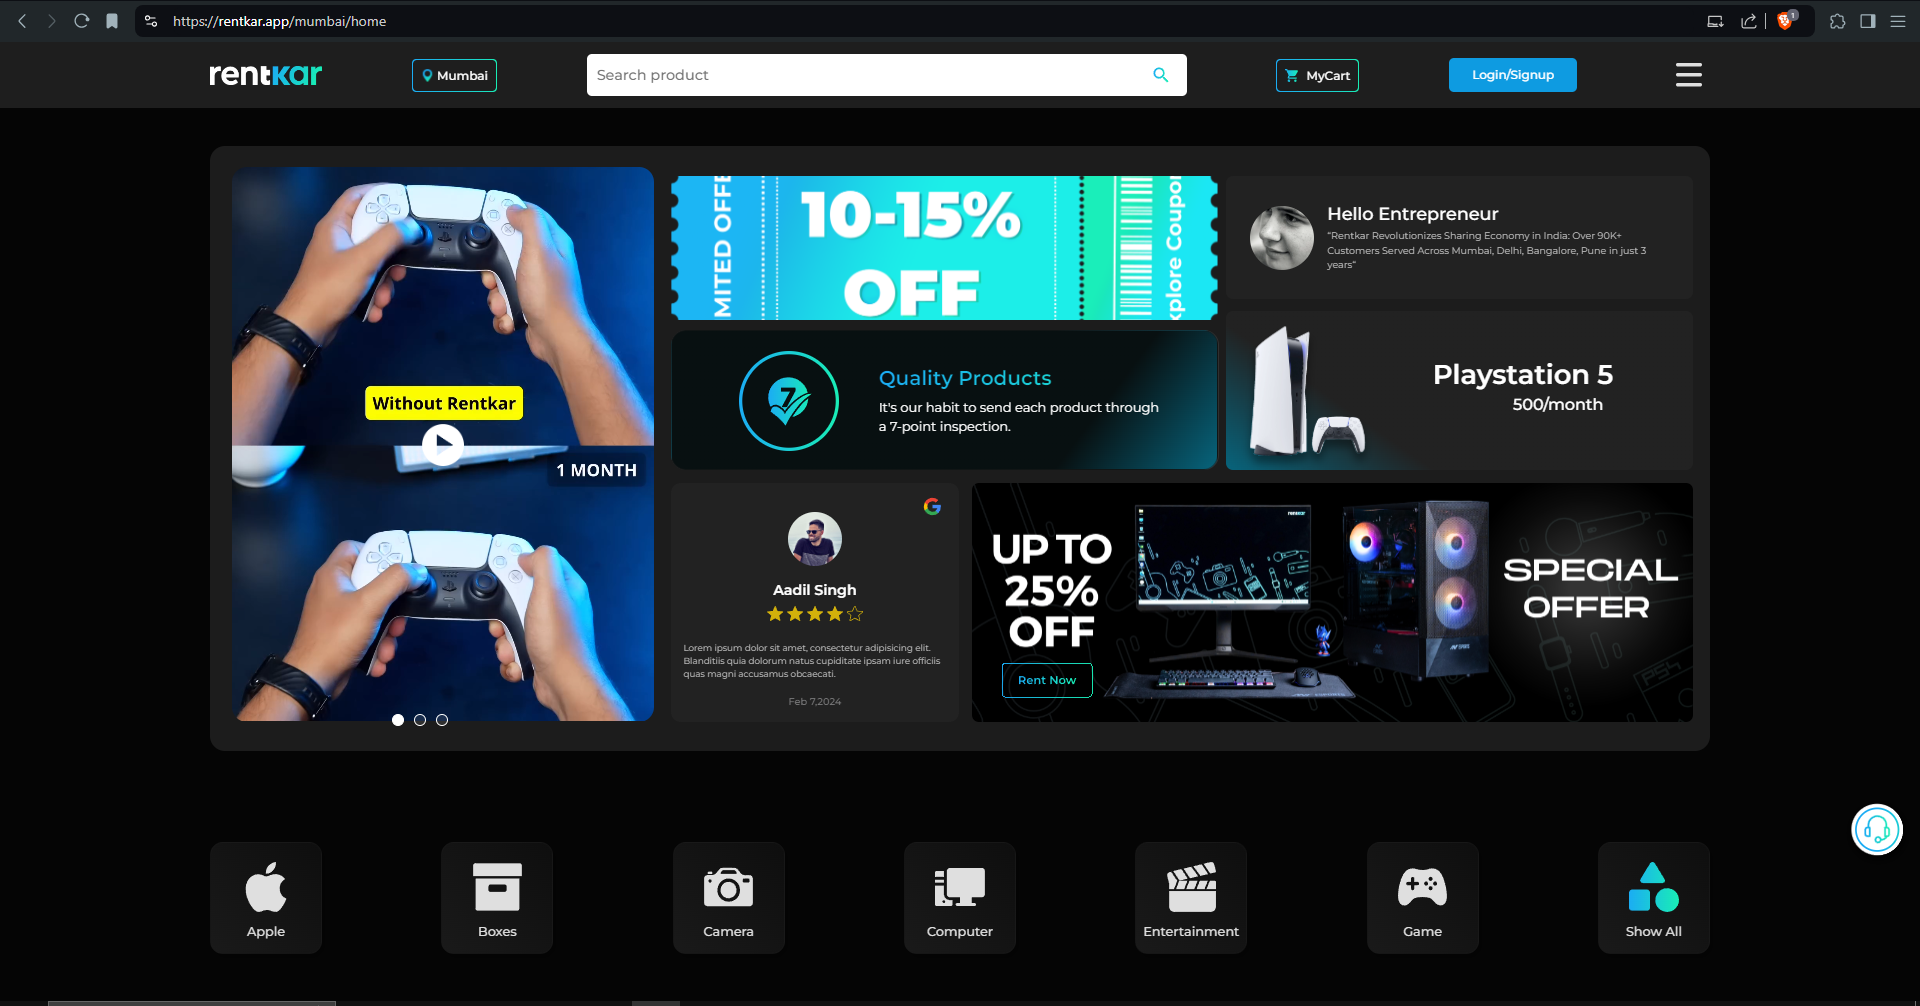 https://rentkar.app/mumbai/home
1
rentkar
Mumbai
Search product
MyCart
Login/Signup
Without Rentkar
1 MONTH
MITED OFFE
10-15%
OFF
xplore Coupon
Hello Entrepreneur
"Rentkar Revolutionizes Sharing Economy in India: Over 90K+
Customers Served Across Mumbai, Delhi, Bangalore, Pune in just 3
years"
7
Quality Products
It's our habit to send each product through
a 7-point inspection.
Playstation 5
500/month
Aadil Singh
Lorem ipsum dolor sit amet, consectetur adipisicing elit.
Blanditiis quia dolorum natus cupiditate ipsam iure officiis
quas magni accusamus obcaecati.
Feb 7,2024
UP TO
25%
OFF
Rent Now
rentkar
SPECIAL
OFFER
Apple
Boxes
Camera
Computer
Entertainment
Game
Show All